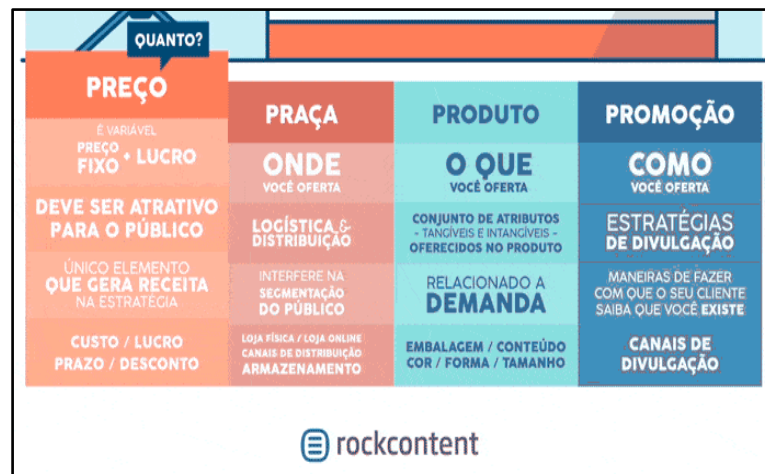 QUANTO?
PREÇO
É VARIÁVEL
PREÇO FIXO + LUCRO
DEVE SER ATRATIVO
PARA O PÚBLICO
ÚNICO ELEMENTO
QUE GERA RECEITA
NA ESTRATÉGIA
CUSTO / LUCRO
PRAZO / DESCONTO
PRAÇA
ONDE
VOCÊ OFERTA
LOGÍSTICA &
DISTRIBUIÇÃO
INTERFERE NA
SEGMENTAÇÃO
DO PÚBLICO
LOJA FÍSICA / LOJA ONLINE
CANAIS DE DISTRIBUIÇÃO
ARMAZENAMENTO
PRODUTO
O QUE
VOCÊ OFERTA
CONJUNTO DE ATRIBUTOS
- TANGÍVEIS E INTANGÍVEIS -
OFERECIDOS NO PRODUTO
RELACIONADO A
DEMANDA
EMBALAGEM / CONTEÚDO
COR / FORMA / TAMANHO
PROMOÇÃO
COMO
VOCÊ OFERTA
ESTRATÉGIAS
DE DIVULGAÇÃO
MANEIRAS DE FAZER
COM QUE O SEU CLIENTE
SAIBA QUE VOCÊ EXISTE
CANAIS DE
DIVULGAÇÃO
rockcontent